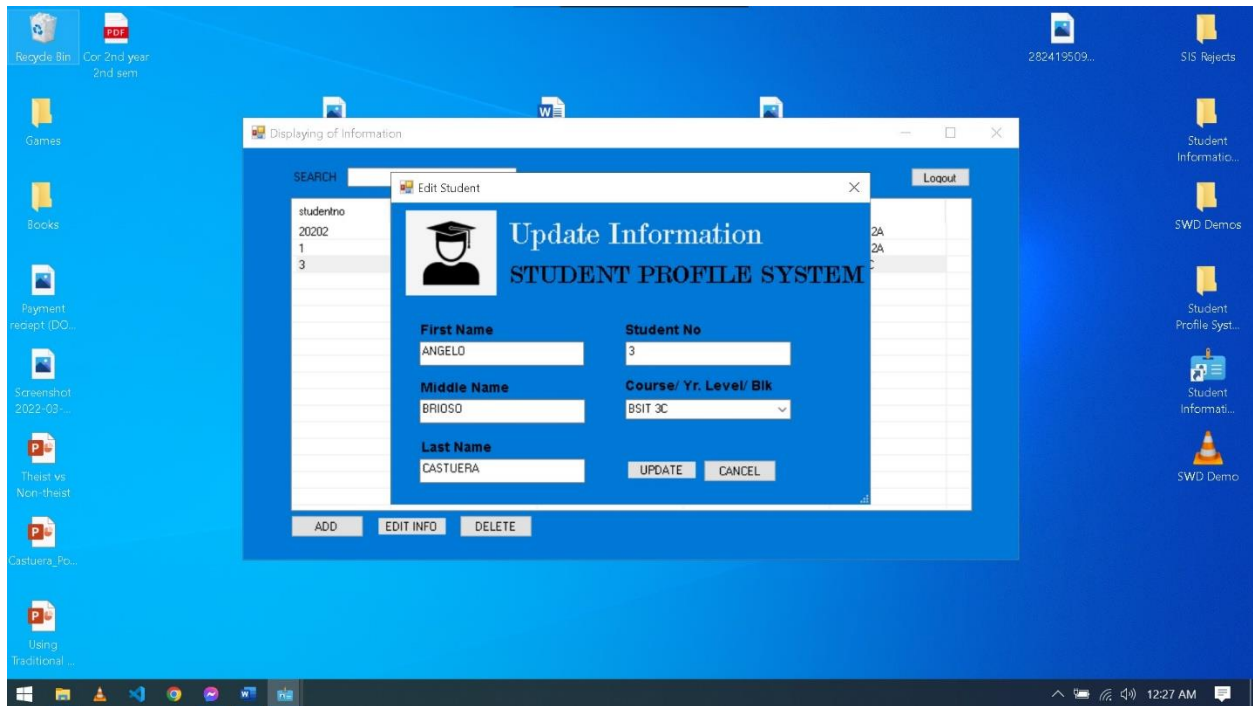 Recycle Bin
PDF
Cor 2nd year
2nd sem
282419509...
SIS Rejects
Games
Student
Informatio...
Books
SWD Demos
Payment
reciept (DO...
Student
Profile Syst...
Screenshot
2022-03-...
Student
Informati...
Theist vs
Non-theist
SWD Demo
Castuera_Po...
Using
Traditional ...
Displaying of Information
SEARCH
Logout
studentno
20202
2A
1
2A
3
C
ADD
EDIT INFO
DELETE
Edit Student
Update Information
STUDENT PROFILE SYSTEM
First Name
Student No
ANGELO
3
Middle Name
Course/ Yr. Level/ Blk
BRIOSO
BSIT 3C
Last Name
CASTUERA
UPDATE
CANCEL
12:27 AM